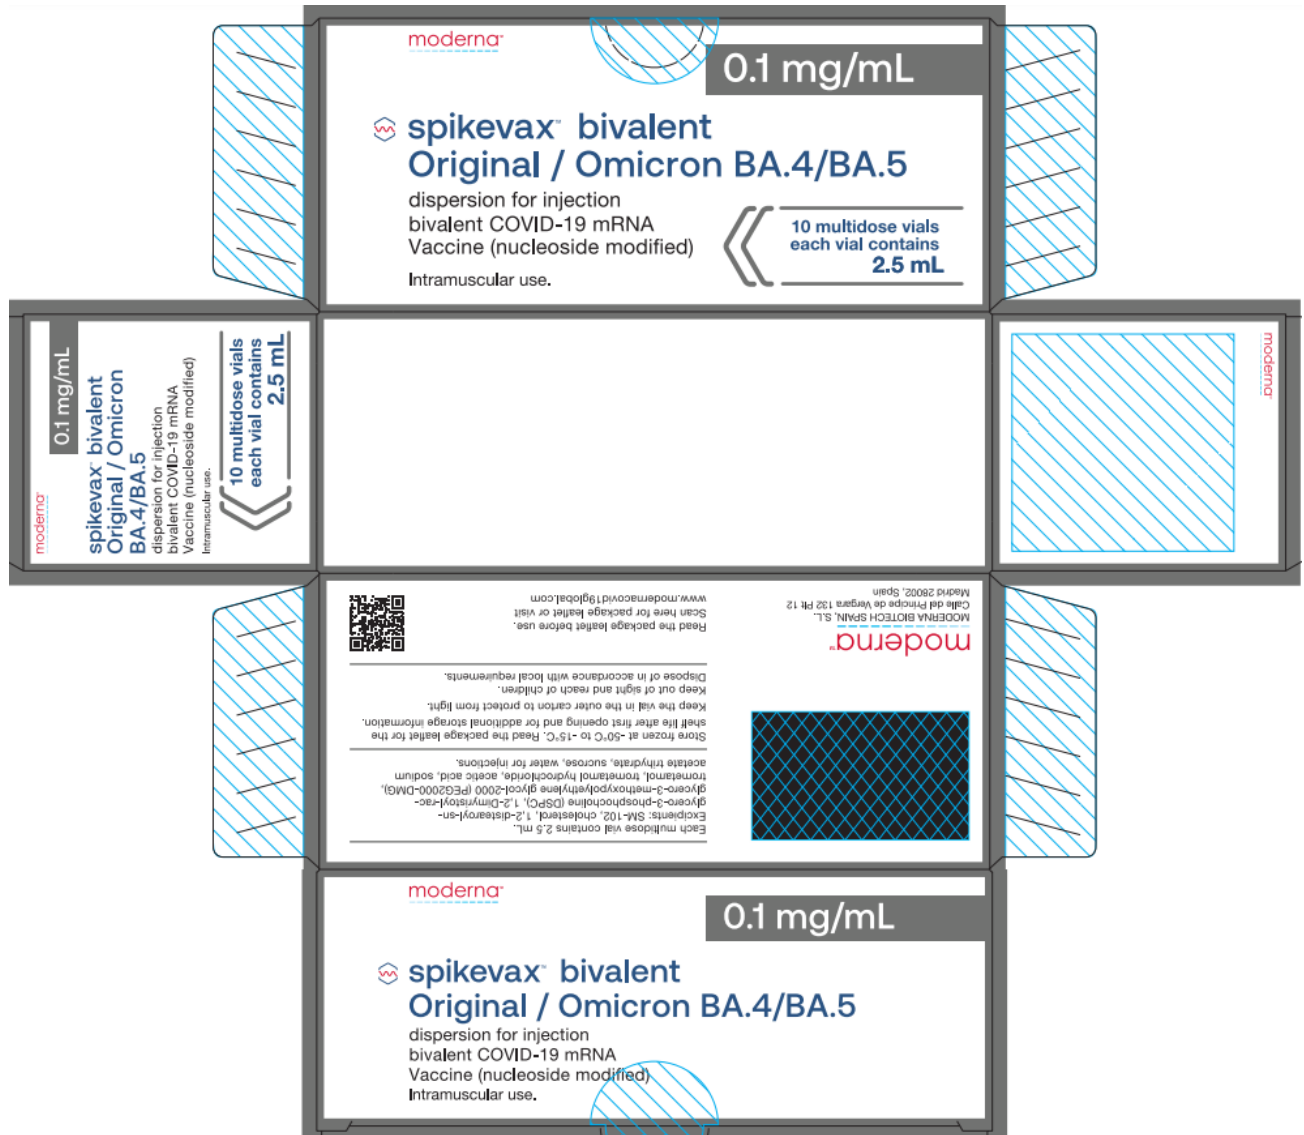 moderna™
0.1 mg/mL
spikevax™ bivalent
Original / Omicron BA.4/BA.5
dispersion for injection
bivalent COVID-19 mRNA
Vaccine (nucleoside modified)
Intramuscular use.
10 multidose vials
each vial contains
2.5 mL
moderna™
0.1 mg/mL
spikevax™ bivalent
Original / Omicron
BA.4/BA.5
dispersion for injection
bivalent COVID-19 mRNA
Vaccine (nucleoside modified)
Intramuscular use.
10 multidose vials
each vial contains
2.5 mL
moderna™
Each multidose vial contains 2.5 mL.
Excipients: SM-102, cholesterol, 1,2-distearoyl-sn-
glycero-3-phosphocholine (DSPC), 1,2-Dimyristoyl-rac-
glycero-3-methoxypolyethylene glycol-2000 (PEG2000-DMG),
trometamol, trometamol hydrochloride, acetic acid, sodium
acetate trihydrate, sucrose, water for injections.
Store frozen at -50°C to -15°C. Read the package leaflet for the
shelf life after first opening and for additional storage information.
Keep the vial in the outer carton to protect from light.
Keep out of sight and reach of children.
Dispose of in accordance with local requirements.
Read the package leaflet before use.
Scan here for package leaflet or visit
www.modernacovid19global.com
moderna™
MODERNA BIOTECH SPAIN, S.L.
Calle del Príncipe de Vergara 132 Plt 12
Madrid 28002, Spain
moderna™
0.1 mg/mL
spikevax™ bivalent
Original / Omicron BA.4/BA.5
dispersion for injection
bivalent COVID-19 mRNA
Vaccine (nucleoside modified)
Intramuscular use.